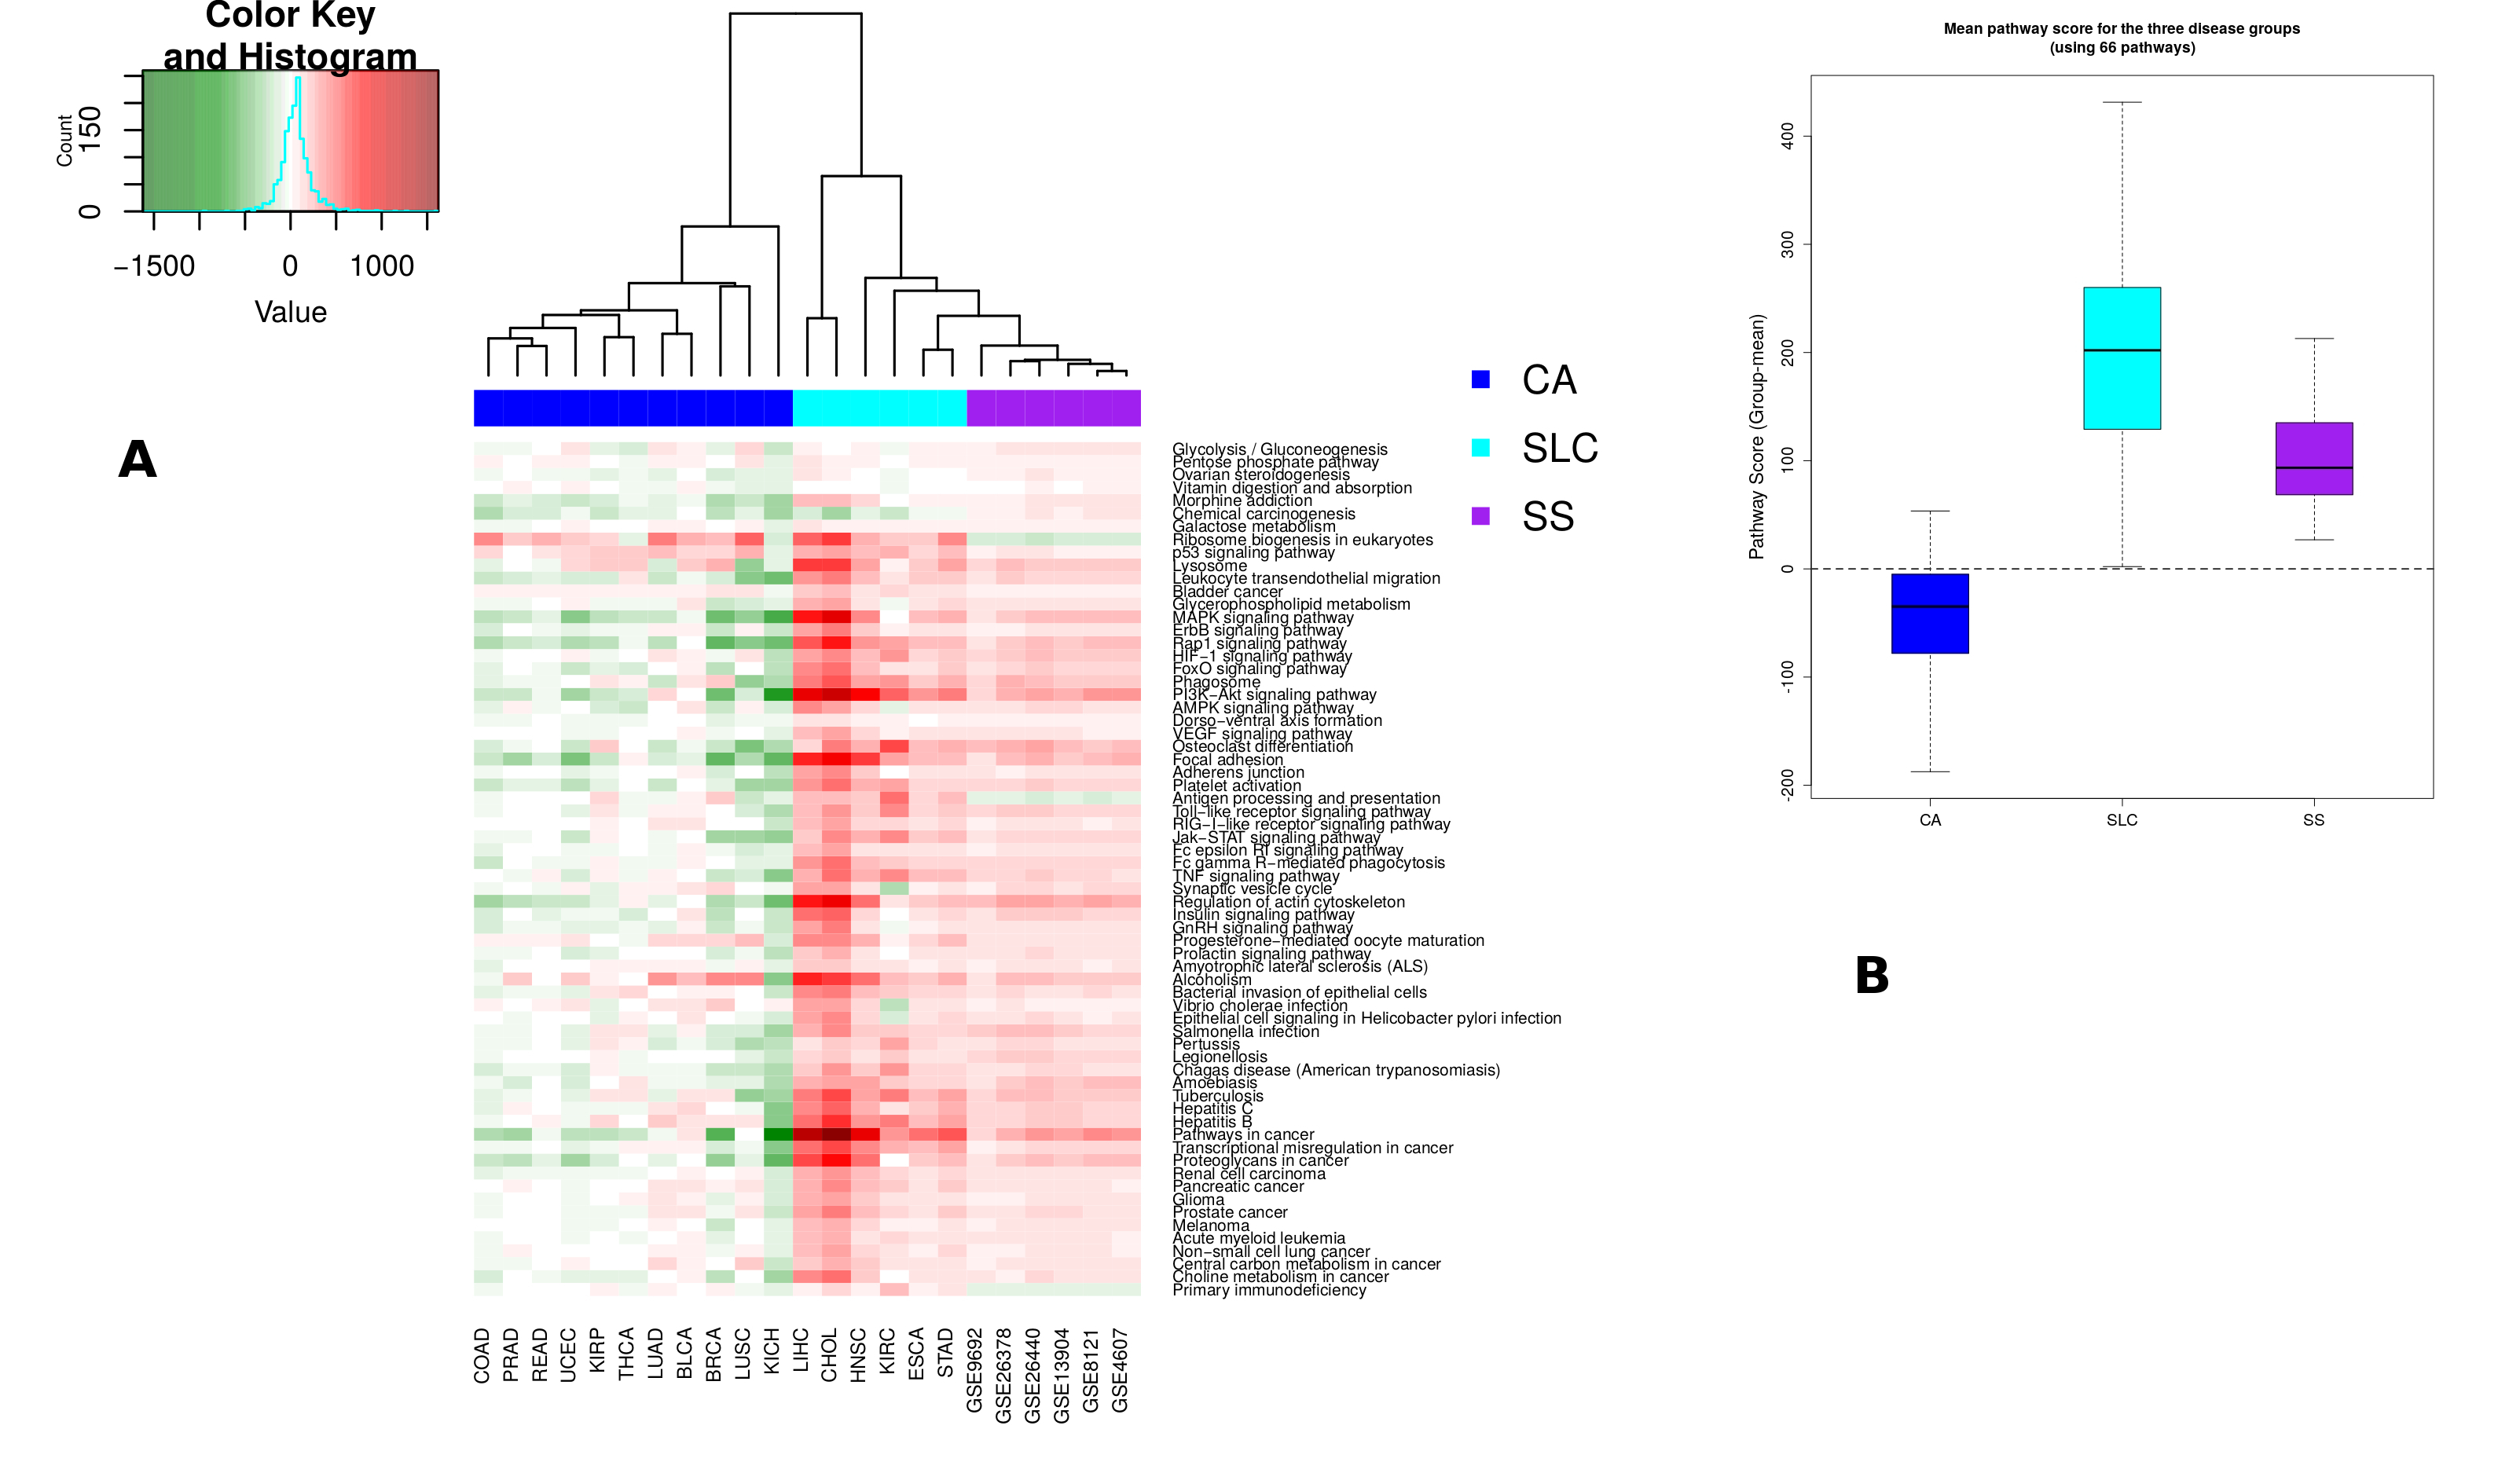 Color Key
and Histogram
Count
0
150
−1500
0
1000
Value
A
CA
SLC
SS
Glycolysis / Gluconeogenesis
Pentose phosphate pathway
Ovarian steroidogenesis
Vitamin digestion and absorption
Morphine addiction
Chemical carcinogenesis
Galactose metabolism
Ribosome biogenesis in eukaryotes
p53 signaling pathway
Lysosome
Leukocyte transendothelial migration
Bladder cancer
Glycerophospholipid metabolism
MAPK signaling pathway
ErbB signaling pathway
Rap1 signaling pathway
HIF−1 signaling pathway
FoxO signaling pathway
Phagosome
PI3K−Akt signaling pathway
AMPK signaling pathway
Dorso−ventral axis formation
VEGF signaling pathway
Osteoclast differentiation
Focal adhesion
Adherens junction
Platelet activation
Antigen processing and presentation
Toll−like receptor signaling pathway
RIG−I−like receptor signaling pathway
Jak−STAT signaling pathway
Fc epsilon RI signaling pathway
Fc gamma R−mediated phagocytosis
TNF signaling pathway
Synaptic vesicle cycle
Regulation of actin cytoskeleton
Insulin signaling pathway
GnRH signaling pathway
Progesterone−mediated oocyte maturation
Prolactin signaling pathway
Amyotrophic lateral sclerosis (ALS)
Alcoholism
Bacterial invasion of epithelial cells
Vibrio cholerae infection
Epithelial cell signaling in Helicobacter pylori infection
Salmonella infection
Pertussis
Legionellosis
Chagas disease (American trypanosomiasis)
Amoebiasis
Tuberculosis
Hepatitis C
Hepatitis B
Pathways in cancer
Transcriptional misregulation in cancer
Proteoglycans in cancer
Renal cell carcinoma
Pancreatic cancer
Glioma
Prostate cancer
Melanoma
Acute myeloid leukemia
Non−small cell lung cancer
Central carbon metabolism in cancer
Choline metabolism in cancer
Primary immunodeficiency
COAD
PRAD
READ
UCEC
KIRP
THCA
LUAD
BLCA
BRCA
LUSC
KICH
LIHC
CHOL
HNSC
KIRC
ESCA
STAD
GSE9692
GSE26378
GSE26440
GSE13904
GSE8121
GSE4607
Mean pathway score for the three disease groups
(using 66 pathways)
Pathway Score (Group-mean)
400
300
200
100
0
-100
-200
CA
SLC
SS
B